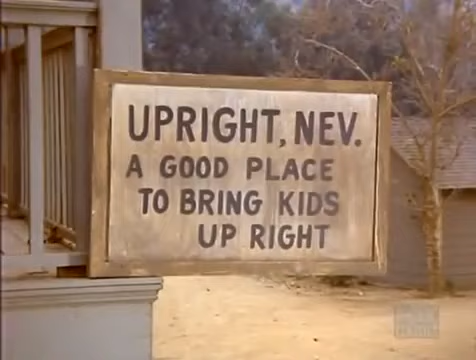 UPRIGHT, NEV.
A GOOD PLACE
TO BRING KIDS
UP RIGHT